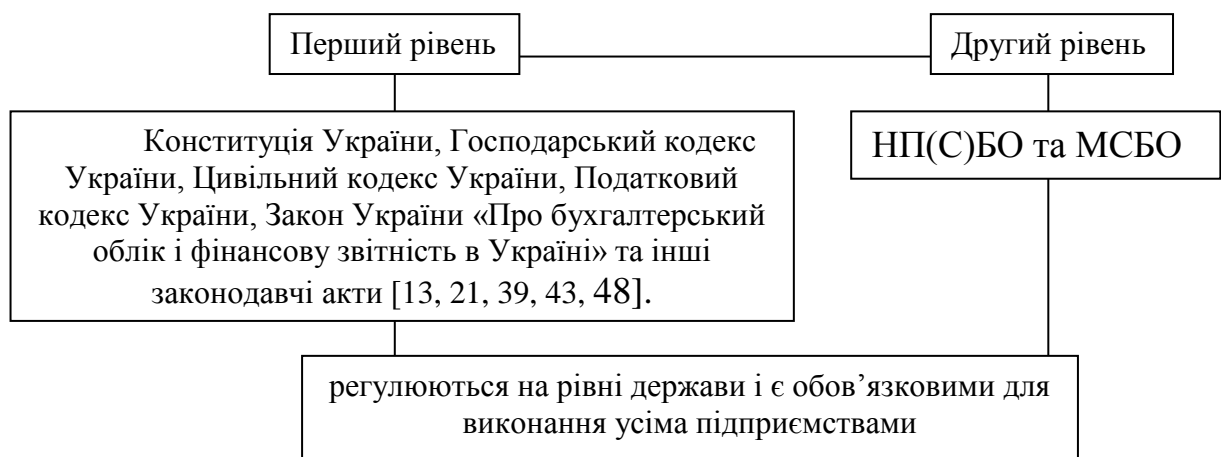 Перший рівень
Другий рівень
Конституція України, Господарський кодекс
України, Цивільний кодекс України, Податковий
кодекс України, Закон України «Про бухгалтерський
облік і фінансову звітність в Україні» та інші
законодавчі акти [13, 21, 39, 43, 48].
НП(С)БО та МСБО
регулюються на рівні держави і є обов’язковими для
виконання усіма підприємствами